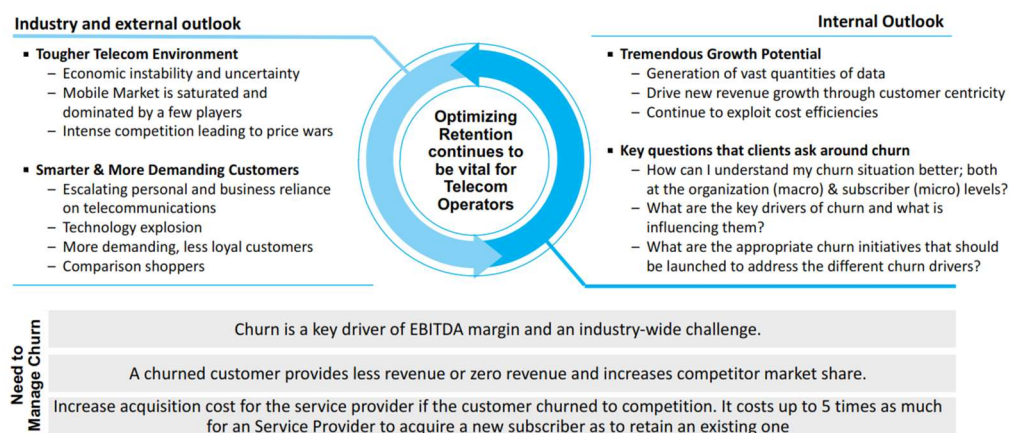 Industry and external outlook
▪ Tougher Telecom Environment
– Economic instability and uncertainty
– Mobile Market is saturated and
dominated by a few players
– Intense competition leading to price wars
▪ Smarter & More Demanding Customers
– Escalating personal and business reliance
on telecommunications
– Technology explosion
– More demanding, less loyal customers
– Comparison shoppers
Optimizing
Retention
continues to
be vital for
Telecom
Operators
Internal Outlook
▪ Tremendous Growth Potential
– Generation of vast quantities of data
– Drive new revenue growth through customer centricity
– Continue to exploit cost efficiencies
▪ Key questions that clients ask around churn
– How can I understand my churn situation better; both
at the organization (macro) & subscriber (micro) levels?
– What are the key drivers of churn and what is
influencing them?
– What are the appropriate churn initiatives that should
be launched to address the different churn drivers?
Need to
Manage Churn
Churn is a key driver of EBITDA margin and an industry-wide challenge.
A churned customer provides less revenue or zero revenue and increases competitor market share.
Increase acquisition cost for the service provider if the customer churned to competition. It costs up to 5 times as much
for an Service Provider to acquire a new subscriber as to retain an existing one